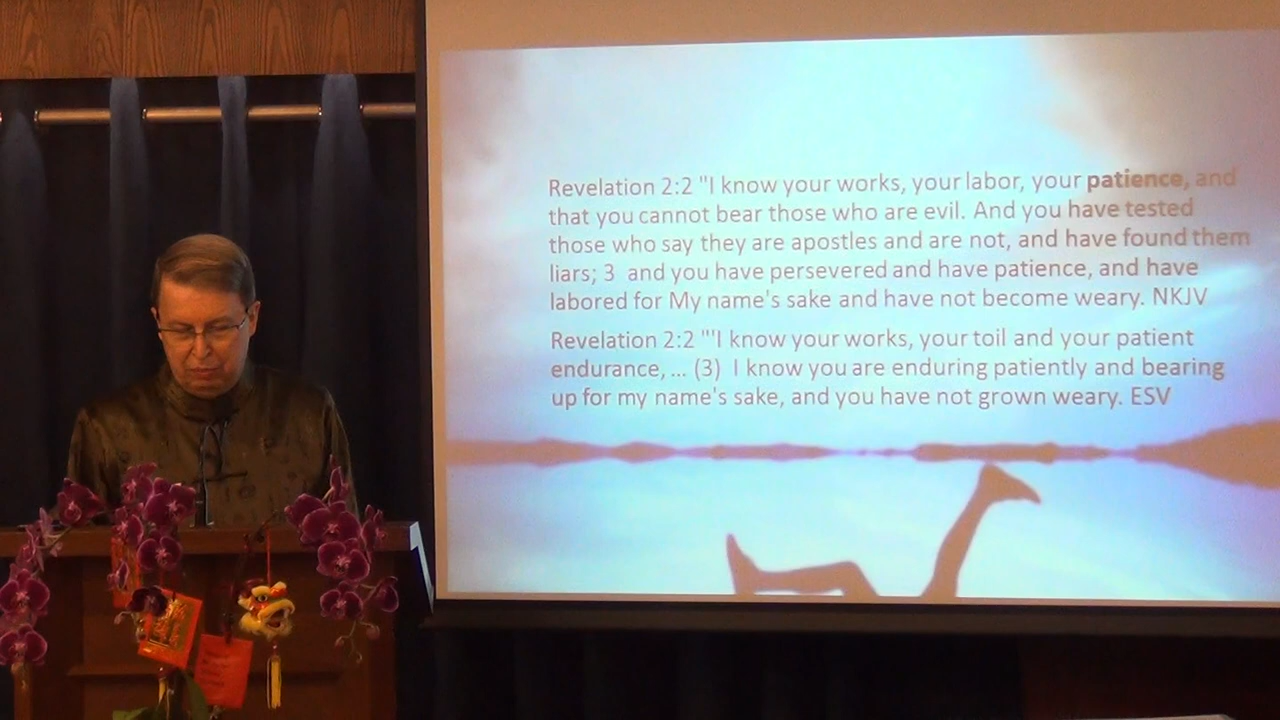 Revelation 2:2 "I know your works, your labor, your patience, and
that you cannot bear those who are evil. And you have tested
those who say they are apostles and are not, and have found them
liars; 3 and you have persevered and have patience, and have
labored for My name's sake and have not become weary. NKJV
Revelation 2:2 "'I know your works, your toil and your patient
endurance, ... (3) I know you are enduring patiently and bearing
up for my name's sake, and you have not grown weary. ESV